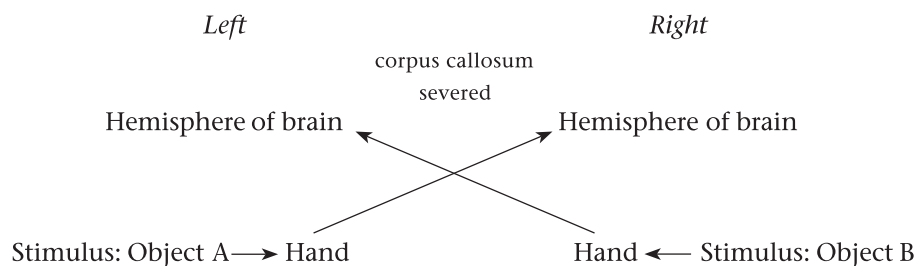 Left Right
corpus callosum
severed
Hemisphere of brain Hemisphere of brain
Stimulus: Object A Hand Hand Stimulus: Object B